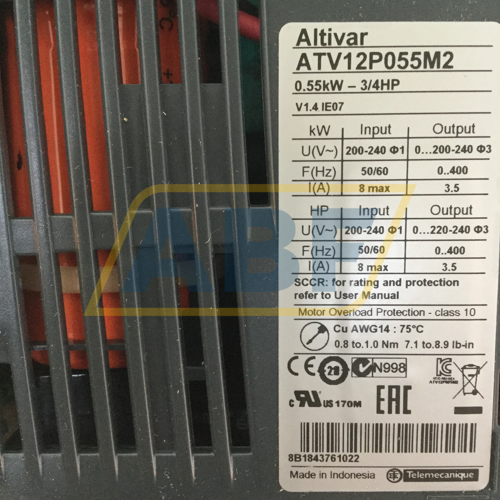 Altivar
ATV12P055M2
0.55kW – 3/4HP
V1.4 IE07
kW Input Output
U(V~) 200-240 Φ1 0...200-240 Φ3
F(Hz) 50/60 0..400
I(A) 8 max 3.5
HP Input Output
U(V~) 200-240 Φ1 0...220-240 Φ3
F(Hz) 50/60 0..400
I(A) 8 max 3.5
SCCR: for rating and protection
refer to User Manual
Motor Overload Protection - class 10
Cu AWG14 : 75°C
0.8 to 1.0 Nm 7.1 to 8.9 lb-in
CE 211 N998
c UL US 170M EAC
8B1843761022
Made in Indonesia Telemecanique
ABF